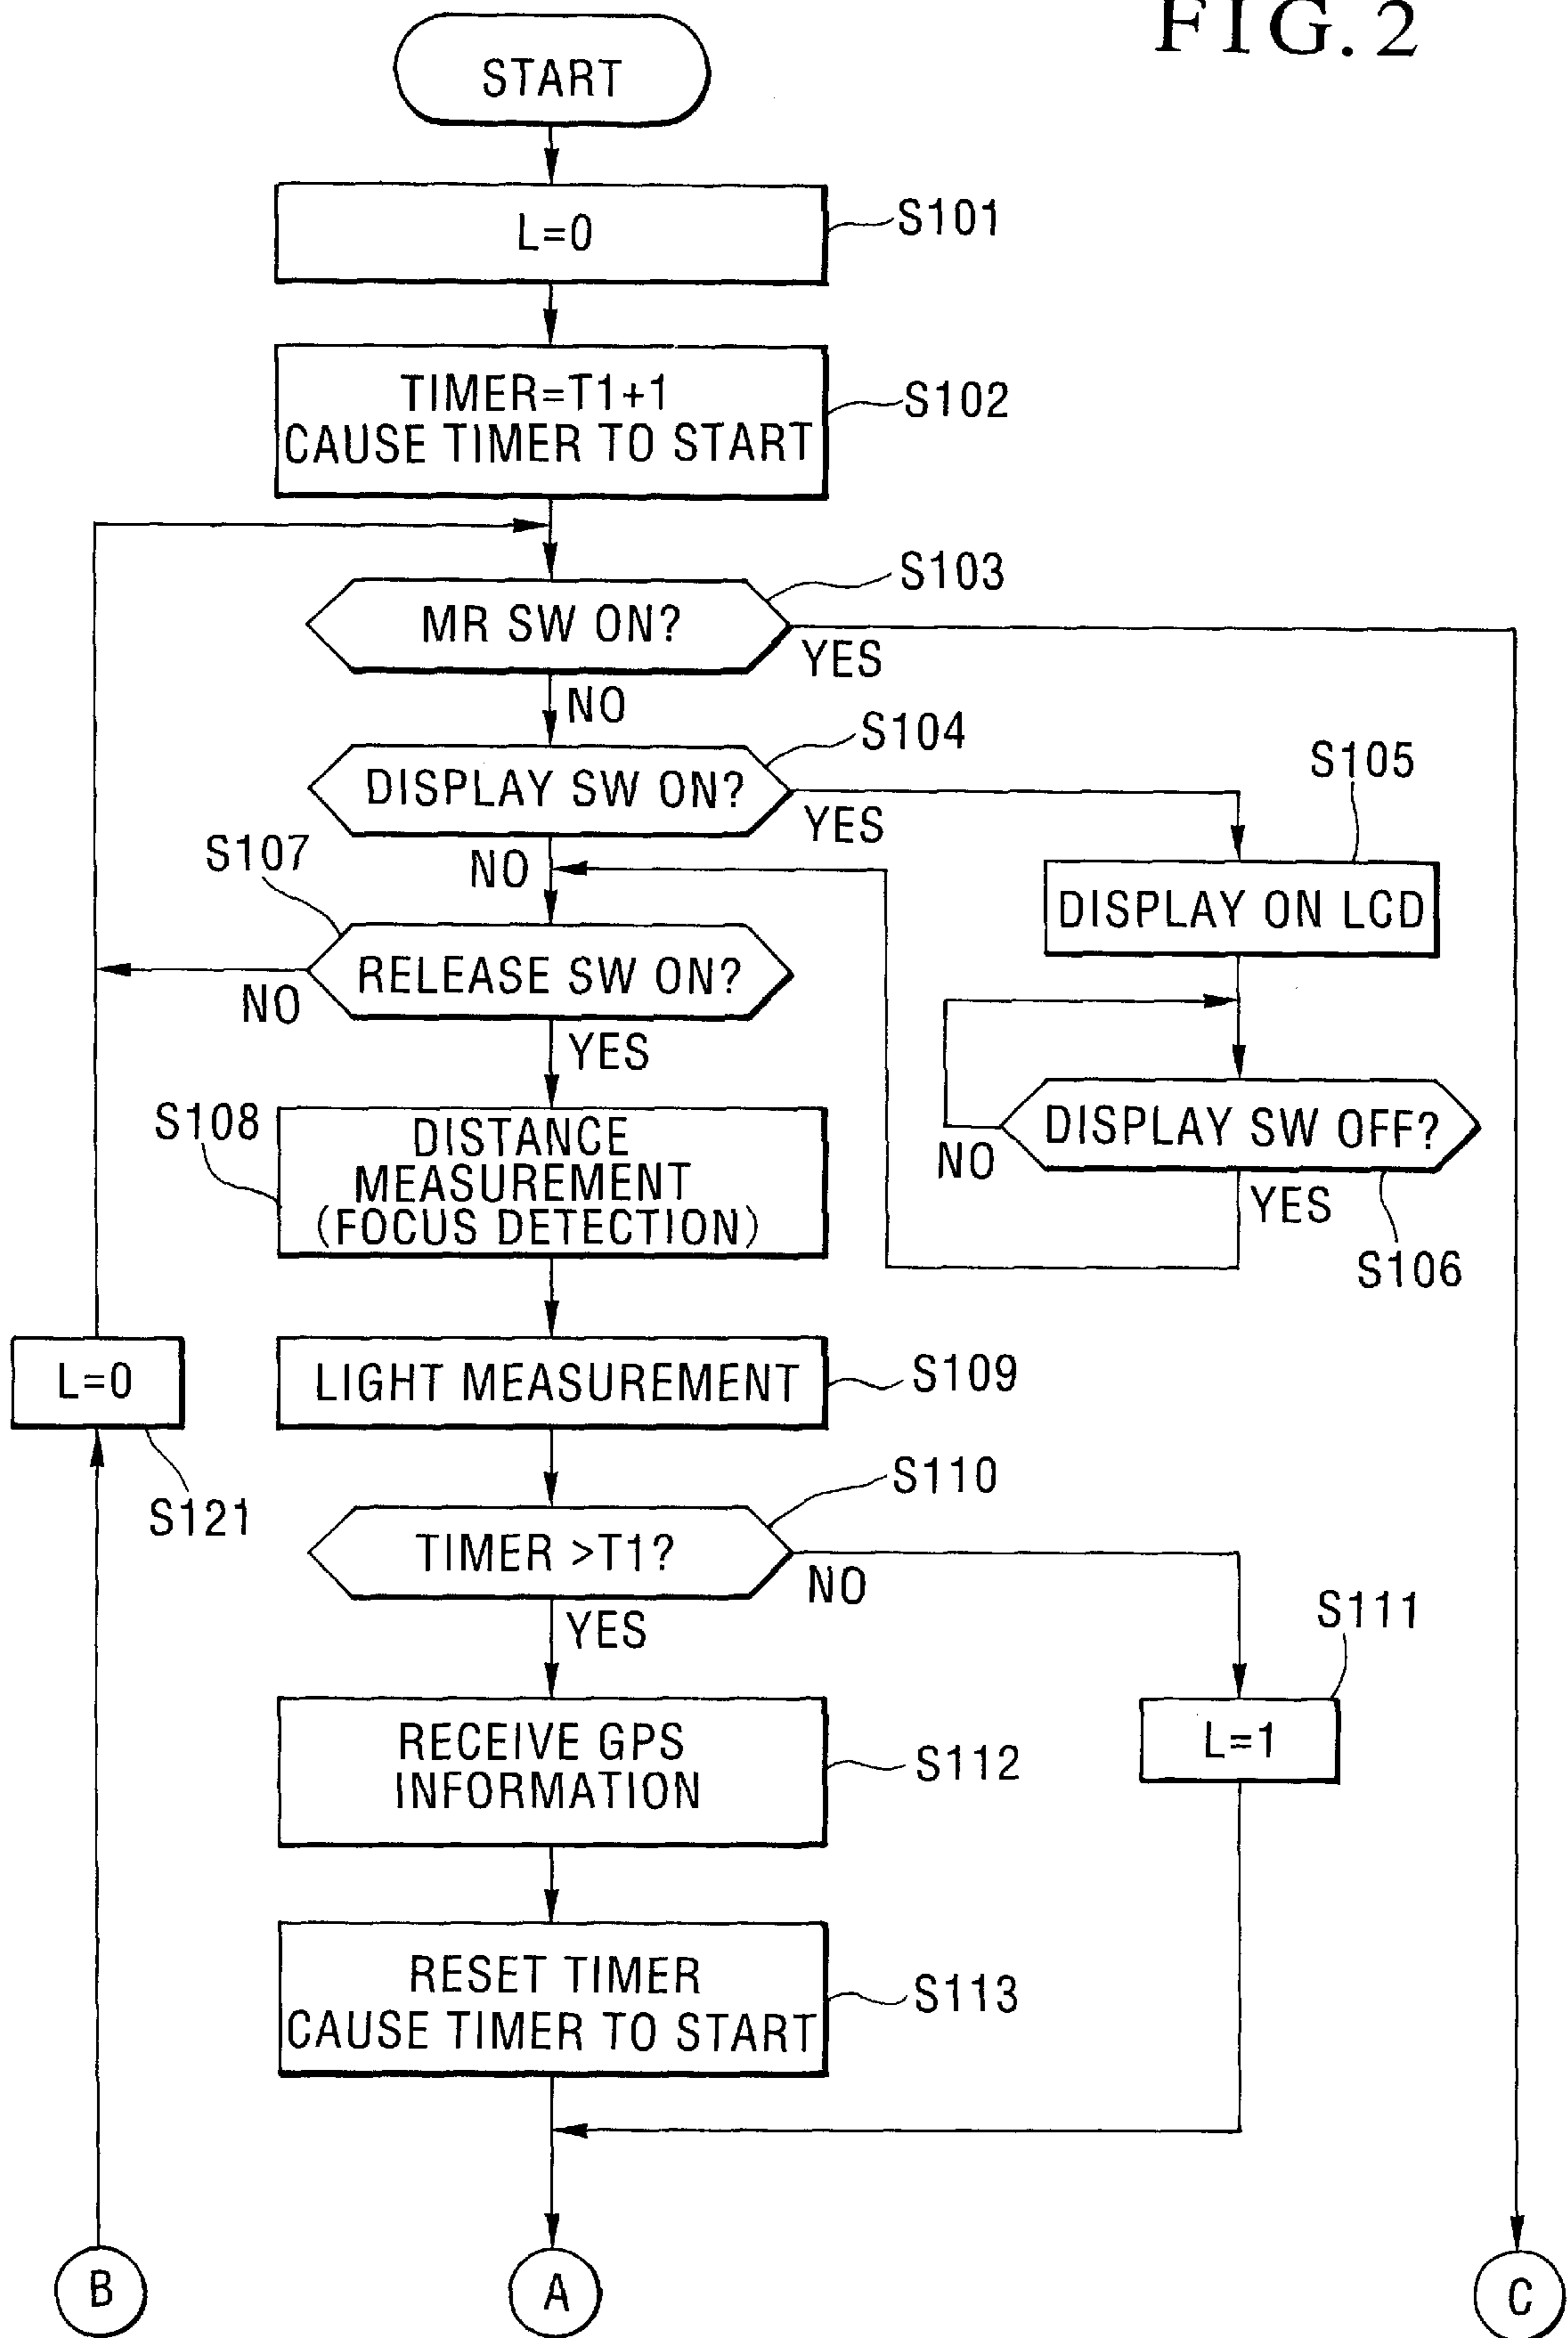 FIG. 2
START
L=0
S101
TIMER=T1+1
CAUSE TIMER TO START
S102
S103
MR SW ON?
YES
NO
S104
DISPLAY SW ON?
YES
S105
NO
DISPLAY ON LCD
S107
RELEASE SW ON?
NO
YES
DISPLAY SW OFF?
NO
YES
S106
S108
DISTANCE
MEASUREMENT
(FOCUS DETECTION)
L=0
S121
LIGHT MEASUREMENT
S109
S110
TIMER >T1?
NO
YES
S111
L=1
RECEIVE GPS
INFORMATION
S112
RESET TIMER
CAUSE TIMER TO START
S113
B
A
C